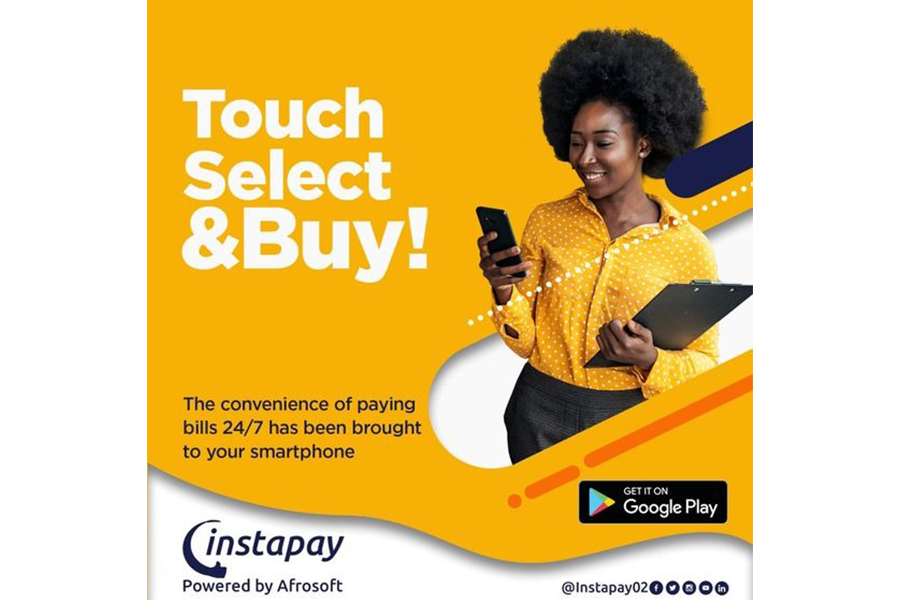 Touch
Select
&Buy!
The convenience of paying
bills 24/7 has been brought
to your smartphone
GET IT ON
Google Play
instapay
Powered by Afrosoft
@Instapay02